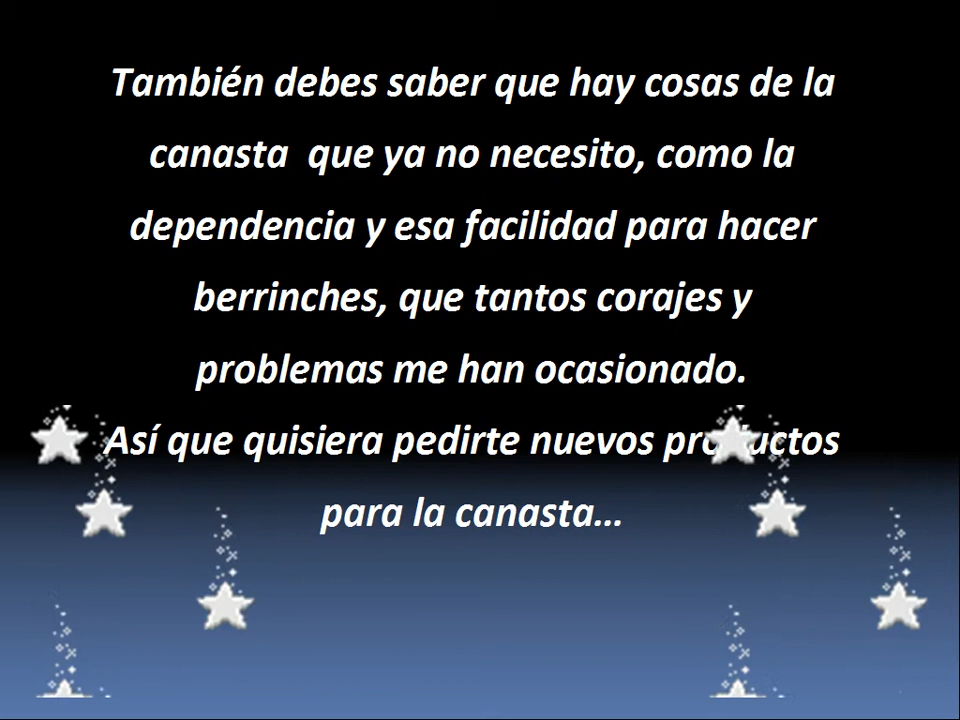 También debes saber que hay cosas de la
canasta  que ya no necesito, como la
dependencia y esa facilidad para hacer
berrinches, que tantos corajes y
problemas me han ocasionado.
Así que quisiera pedirte nuevos productos
para la canasta...